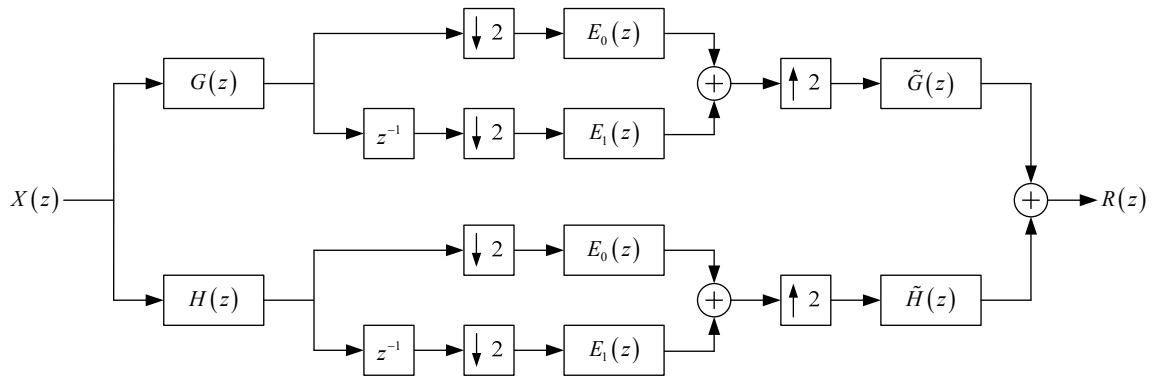 ↓ 2
E₀(z)
G(z)
+
↑ 2
G̃(z)
z⁻¹
↓ 2
E₁(z)
X(z)
+
R(z)
↓ 2
E₀(z)
H(z)
+
↑ 2
H̃(z)
z⁻¹
↓ 2
E₁(z)